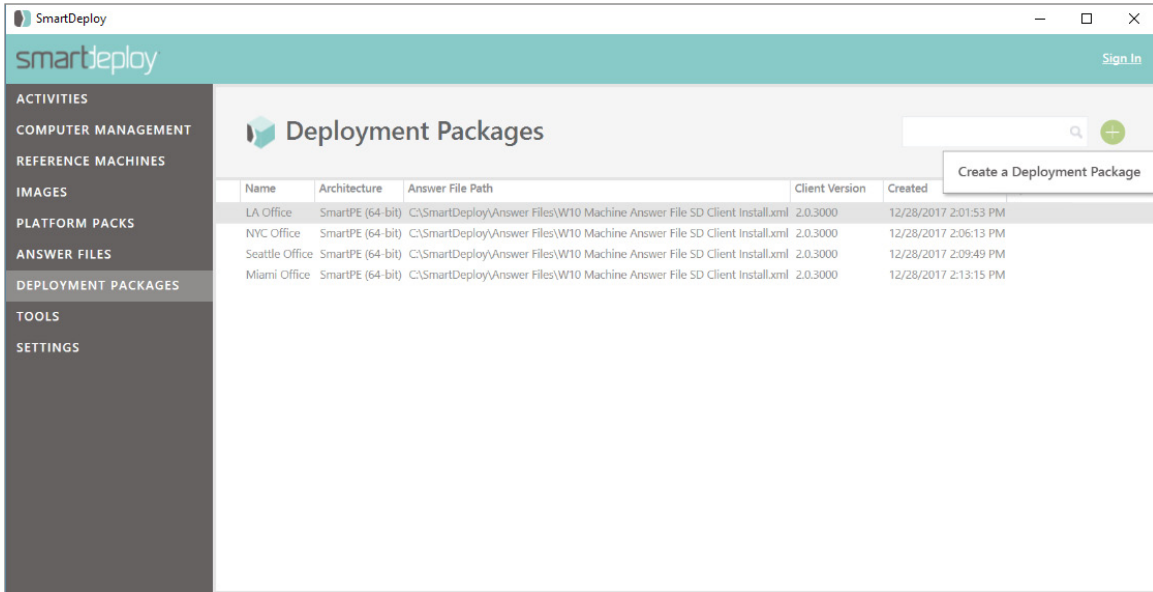 SmartDeploy
smartdeploy
Sign In
ACTIVITIES
COMPUTER MANAGEMENT
REFERENCE MACHINES
IMAGES
PLATFORM PACKS
ANSWER FILES
DEPLOYMENT PACKAGES
TOOLS
SETTINGS
Deployment Packages
Create a Deployment Package
Name Architecture Answer File Path Client Version Created
LA Office SmartPE (64-bit) C:\SmartDeploy\Answer Files\W10 Machine Answer File SD Client Install.xml 2.0.3000 12/28/2017 2:01:53 PM
NYC Office SmartPE (64-bit) C:\SmartDeploy\Answer Files\W10 Machine Answer File SD Client Install.xml 2.0.3000 12/28/2017 2:06:13 PM
Seattle Office SmartPE (64-bit) C:\SmartDeploy\Answer Files\W10 Machine Answer File SD Client Install.xml 2.0.3000 12/28/2017 2:09:49 PM
Miami Office SmartPE (64-bit) C:\SmartDeploy\Answer Files\W10 Machine Answer File SD Client Install.xml 2.0.3000 12/28/2017 2:13:15 PM